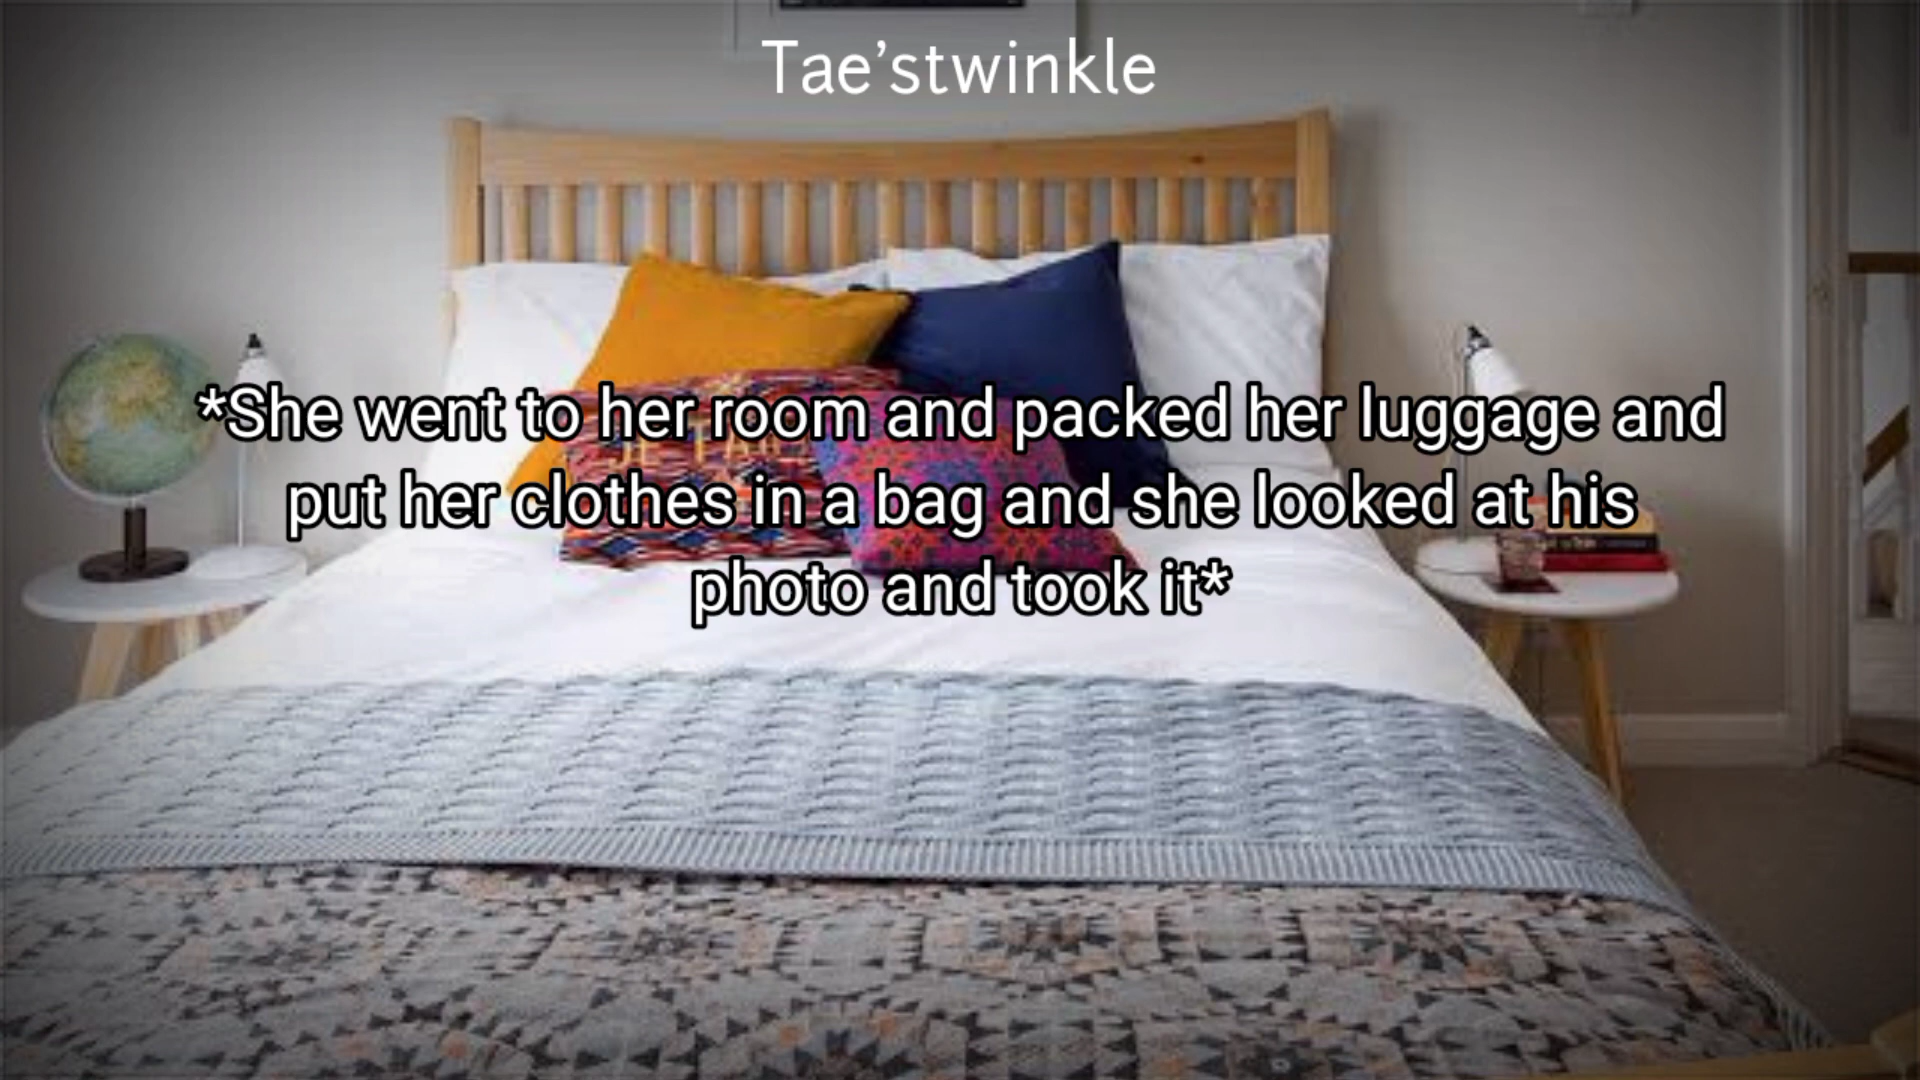 Tae’stwinkle
*She went to her room and packed her luggage and
put her clothes in a bag and she looked at his
photo and took it*